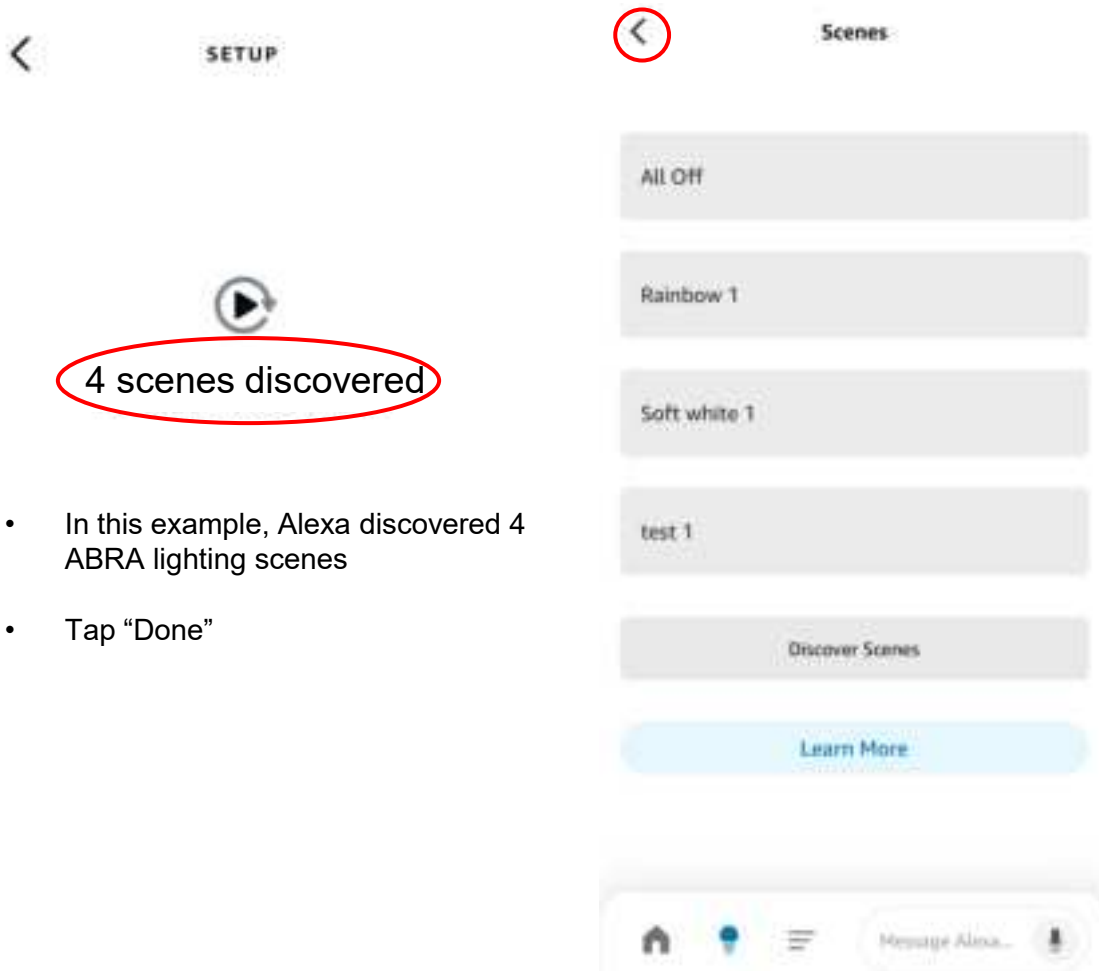 SETUP
4 scenes discovered
• In this example, Alexa discovered 4
ABRA lighting scenes
• Tap “Done”
Scenes
All Off
Rainbow 1
Soft white 1
test 1
Discover Scenes
Learn More
Message Alexa...